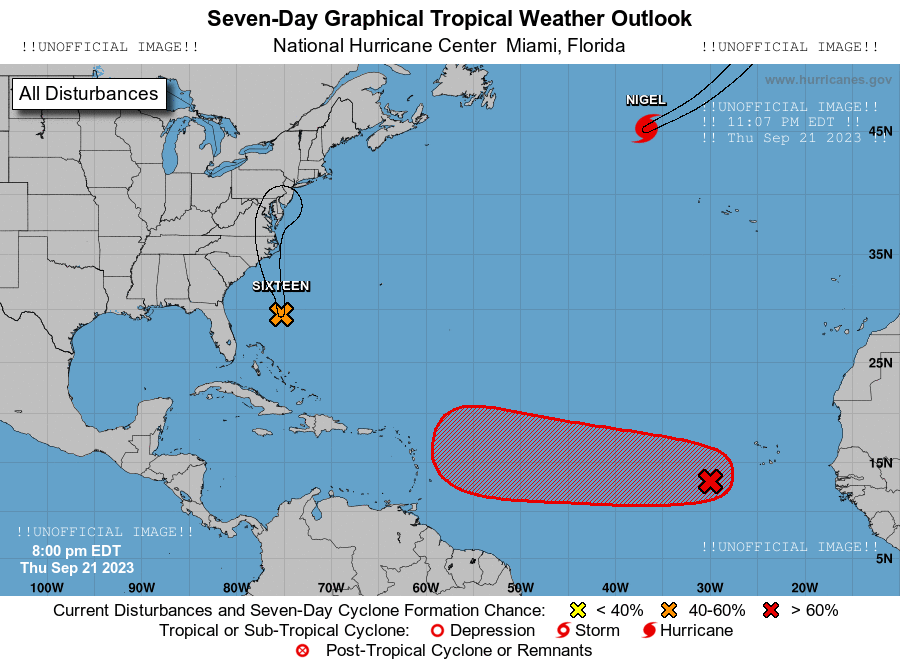 Seven-Day Graphical Tropical Weather Outlook
!!UNOFFICIAL IMAGE!! National Hurricane Center Miami, Florida !!UNOFFICIAL IMAGE!!
All Disturbances
www.hurricanes.gov
NIGEL
!!UNOFFICIAL IMAGE!!
!! 11:07 PM EDT !!
!! Thu Sep 21 2023 !!
45N
35N
SIXTEEN
25N
15N
!!UNOFFICIAL IMAGE!!
8:00 pm EDT
Thu Sep 21 2023
!!UNOFFICIAL IMAGE!!
5N
100W 90W 80W 70W 60W 50W 40W 30W 20W
Current Disturbances and Seven-Day Cyclone Formation Chance: < 40% 40-60% > 60%
Tropical or Sub-Tropical Cyclone: Depression Storm Hurricane
Post-Tropical Cyclone or Remnants